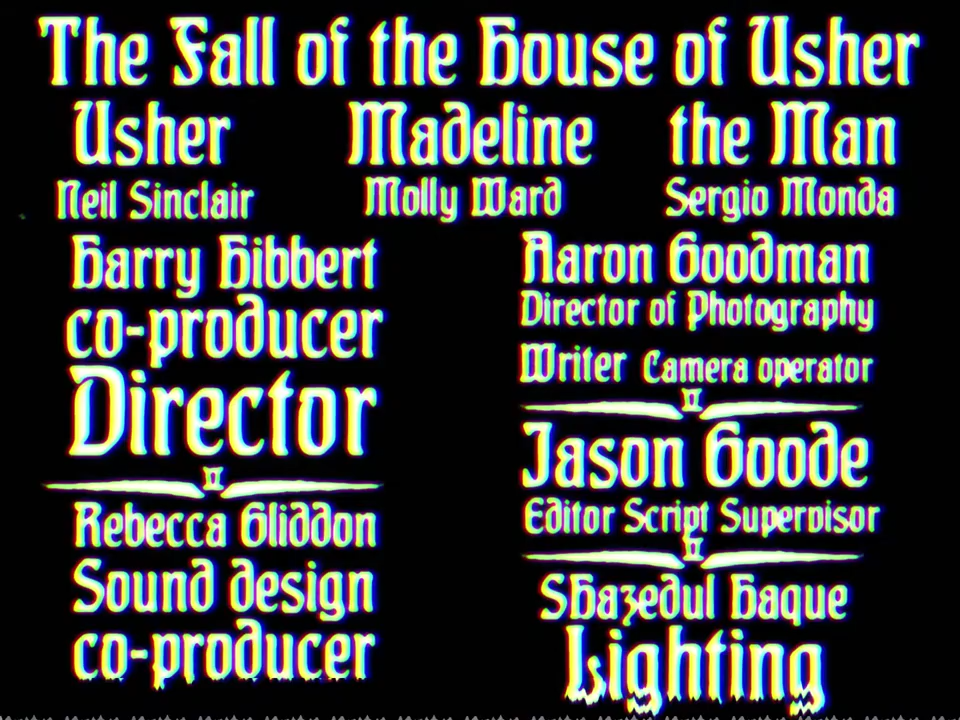 The Fall of the House of Usher
Usher Madeline the Man
Neil Sinclair Molly Ward Sergio Monda
Harry Hibbert
co-producer
Director
Rebecca Gliddon
Sound design
co-producer
Aaron Goodman
Director of Photography
Writer Camera operator
Jason Goode
Editor Script Supervisor
Shazedul Haque
Lighting